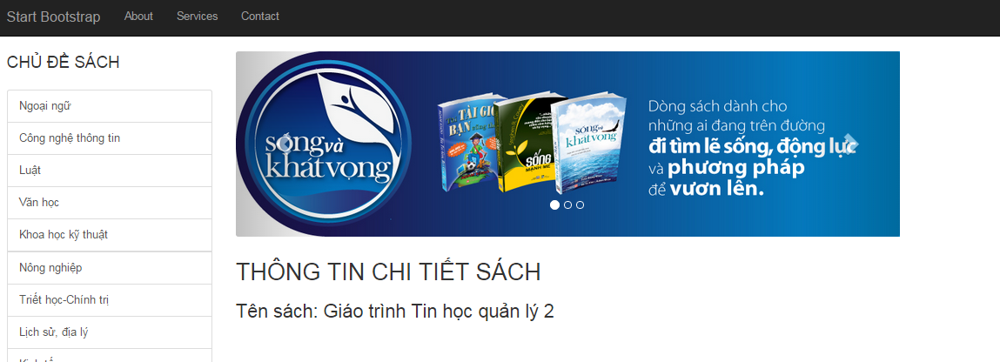 Start Bootstrap About Services Contact
CHỦ ĐỀ SÁCH
Ngoại ngữ
Công nghệ thông tin
Luật
Văn học
Khoa học kỹ thuật
Nông nghiệp
Triết học-Chính trị
Lịch sử, địa lý
sống và
khát vọng
TÀI GIỎI
BẠN
SỐNG
MẠNH MẼ
sống và
khát vọng
Dòng sách dành cho
những ai đang trên đường
đi tìm lẽ sống, động lực
và phương pháp
để vươn lên.
THÔNG TIN CHI TIẾT SÁCH
Tên sách: Giáo trình Tin học quản lý 2